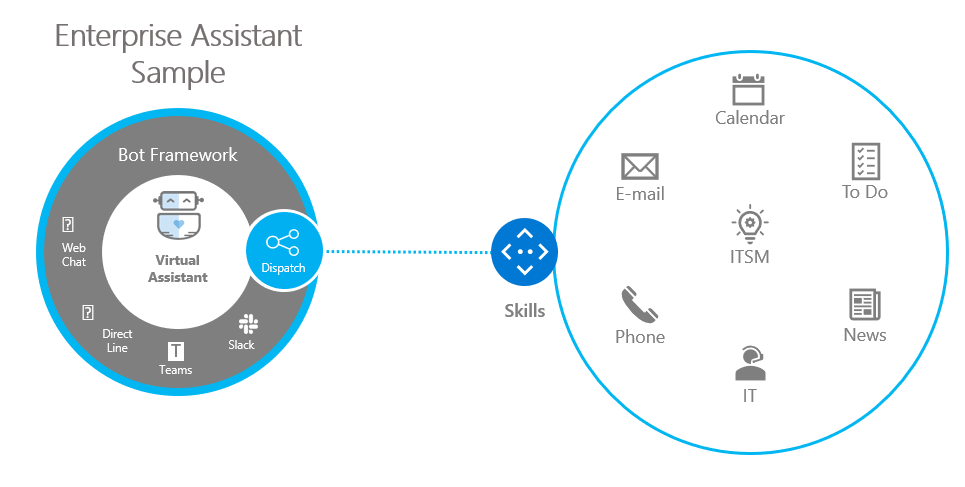 Enterprise Assistant
Sample
Bot Framework
Web
Chat
Virtual
Assistant
Dispatch
Direct
Line
T
Teams
Slack
Skills
Calendar
E-mail
To Do
ITSM
Phone
News
IT